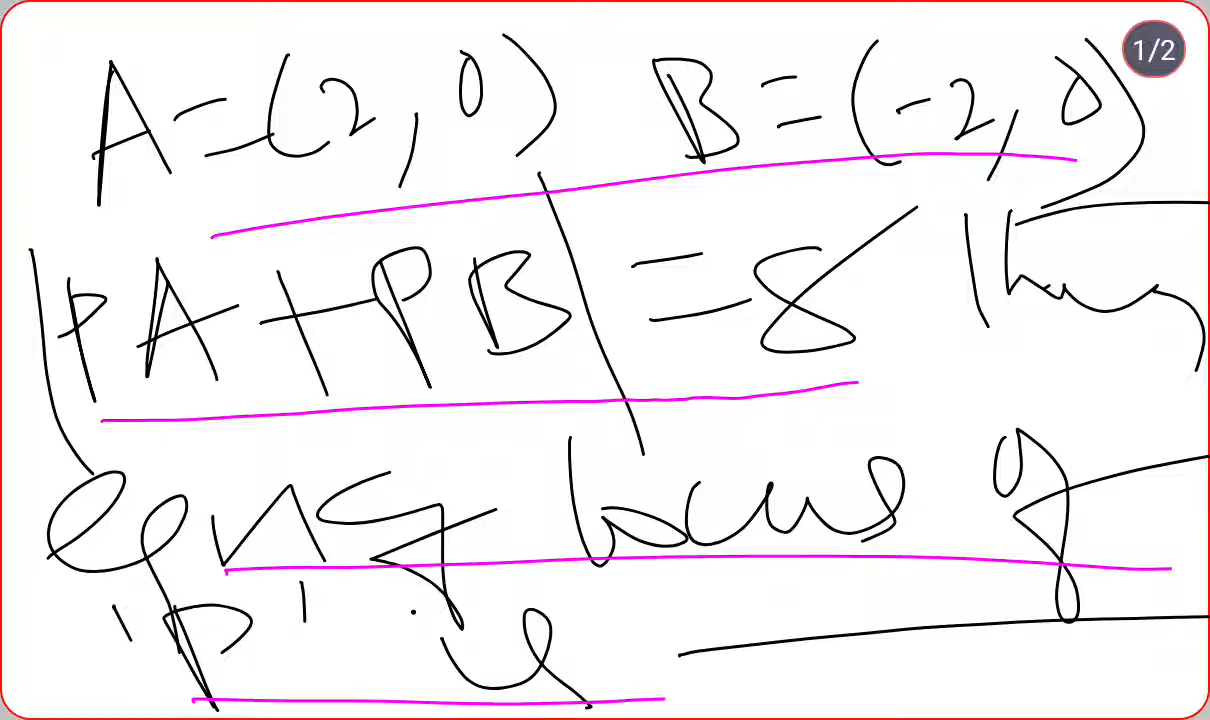 A = (2, 0) B = (-2, 0)
PA + PB = 8 then
eqn of locus of
'P' is
1/2